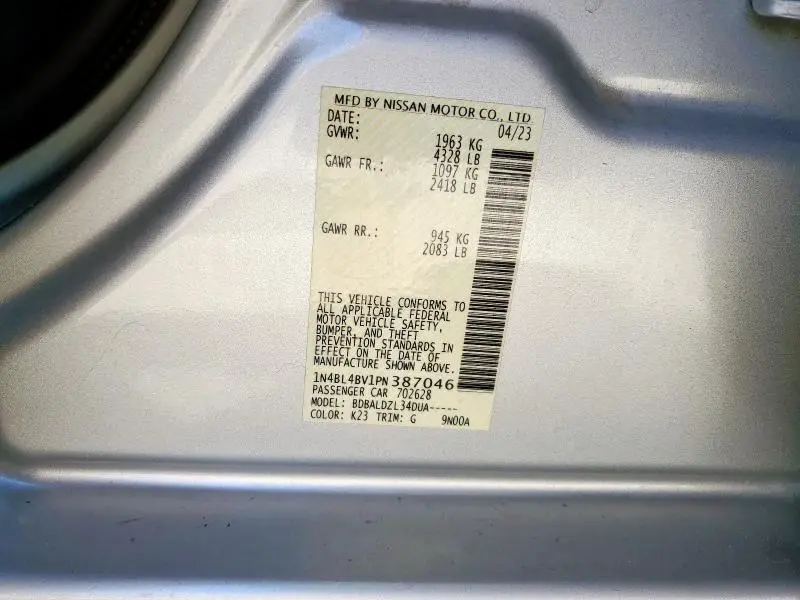 MFD BY NISSAN MOTOR CO., LTD.
DATE: 04/23
GVWR: 1963 KG
4328 LB
GAWR FR.: 1097 KG
2418 LB
GAWR RR.: 945 KG
2083 LB
THIS VEHICLE CONFORMS TO
ALL APPLICABLE FEDERAL
MOTOR VEHICLE SAFETY,
BUMPER, AND THEFT
PREVENTION STANDARDS IN
EFFECT ON THE DATE OF
MANUFACTURE SHOWN ABOVE.
1N4BL4BV1PN387046
PASSENGER CAR 702628
MODEL: BDBALDZL34DUA-----
COLOR: K23 TRIM: G 9N00A